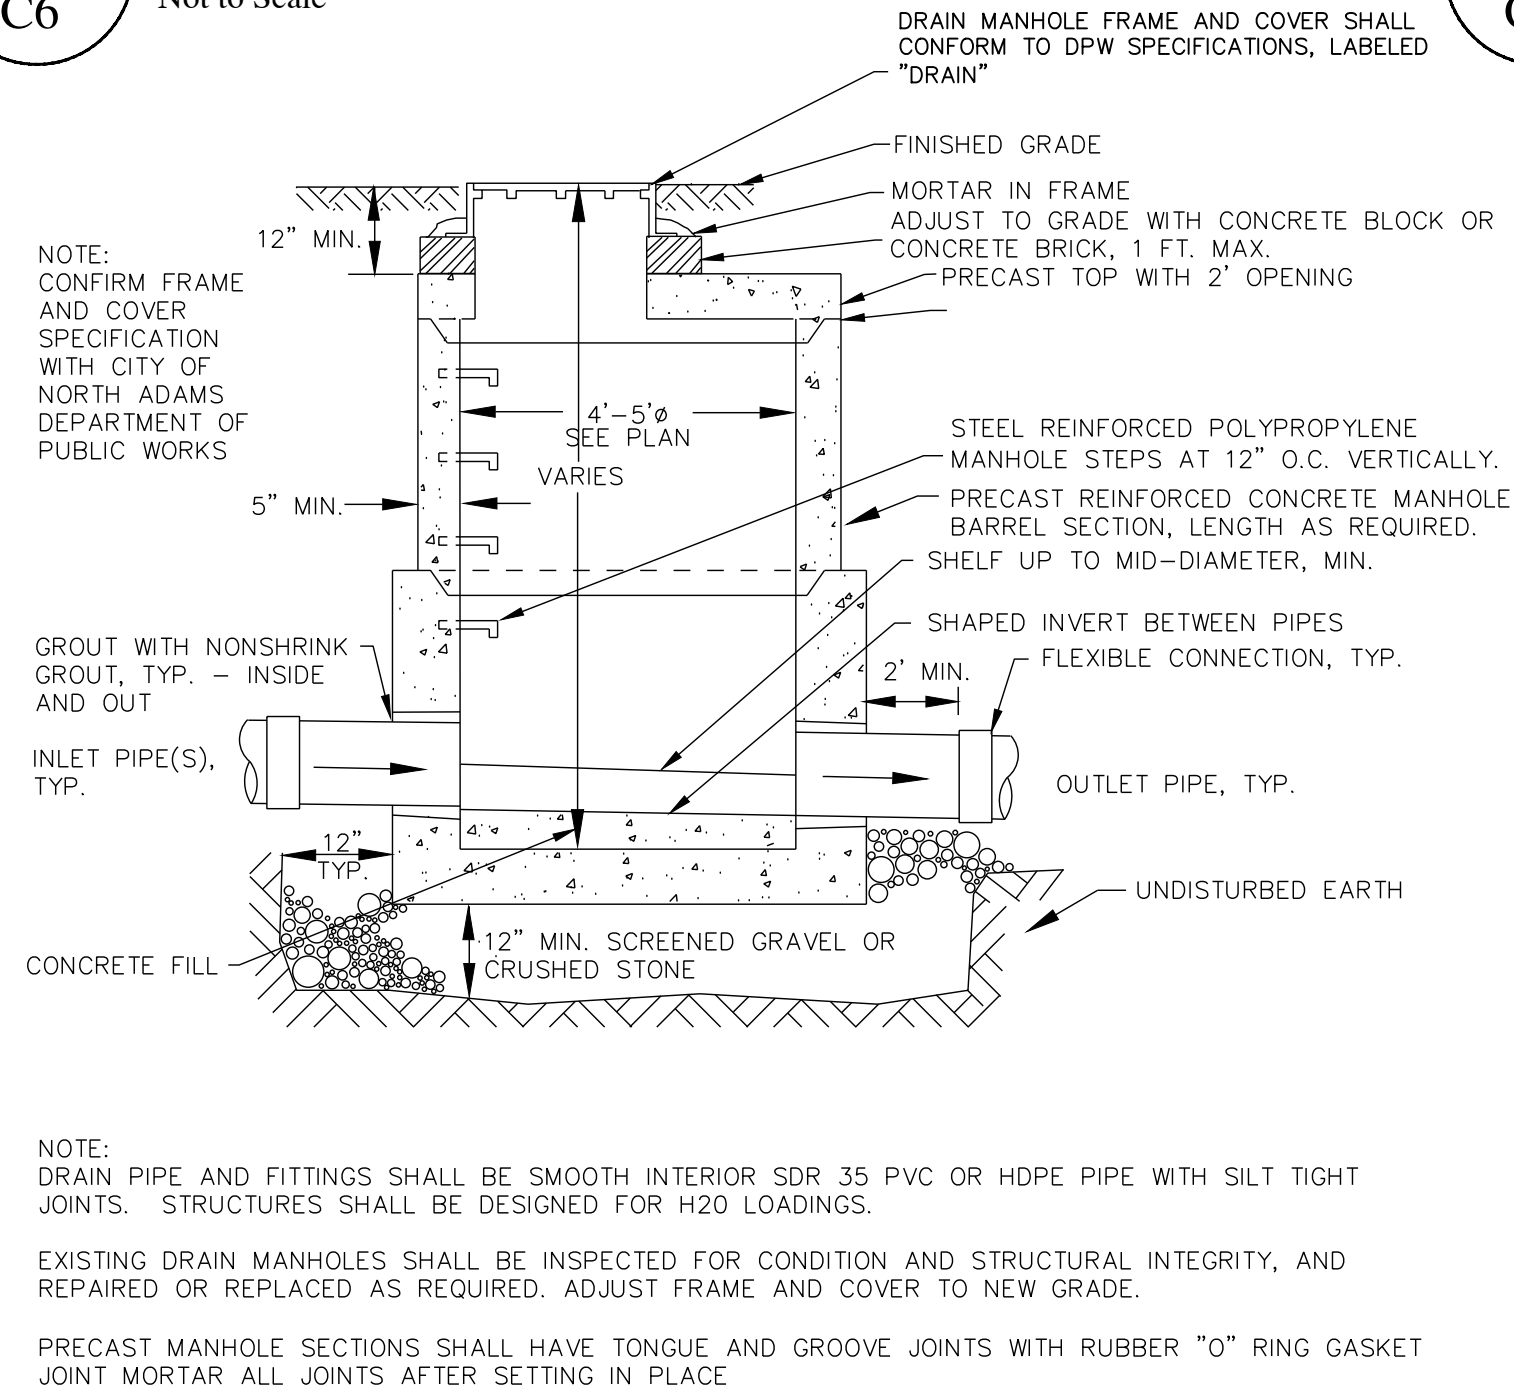 C6
Not to Scale
DRAIN MANHOLE FRAME AND COVER SHALL
CONFORM TO DPW SPECIFICATIONS, LABELED
"DRAIN"
FINISHED GRADE
MORTAR IN FRAME
ADJUST TO GRADE WITH CONCRETE BLOCK OR
CONCRETE BRICK, 1 FT. MAX.
PRECAST TOP WITH 2' OPENING
12" MIN.
NOTE:
CONFIRM FRAME
AND COVER
SPECIFICATION
WITH CITY OF
NORTH ADAMS
DEPARTMENT OF
PUBLIC WORKS
4'-5'ø
SEE PLAN
VARIES
5" MIN.
STEEL REINFORCED POLYPROPYLENE
MANHOLE STEPS AT 12" O.C. VERTICALLY.
PRECAST REINFORCED CONCRETE MANHOLE
BARREL SECTION, LENGTH AS REQUIRED.
SHELF UP TO MID-DIAMETER, MIN.
SHAPED INVERT BETWEEN PIPES
2' MIN.
FLEXIBLE CONNECTION, TYP.
GROUT WITH NONSHRINK
GROUT, TYP. - INSIDE
AND OUT
INLET PIPE(S),
TYP.
OUTLET PIPE, TYP.
12"
TYP.
UNDISTURBED EARTH
12" MIN. SCREENED GRAVEL OR
CRUSHED STONE
CONCRETE FILL
NOTE:
DRAIN PIPE AND FITTINGS SHALL BE SMOOTH INTERIOR SDR 35 PVC OR HDPE PIPE WITH SILT TIGHT
JOINTS.  STRUCTURES SHALL BE DESIGNED FOR H20 LOADINGS.
EXISTING DRAIN MANHOLES SHALL BE INSPECTED FOR CONDITION AND STRUCTURAL INTEGRITY, AND
REPAIRED OR REPLACED AS REQUIRED. ADJUST FRAME AND COVER TO NEW GRADE.
PRECAST MANHOLE SECTIONS SHALL HAVE TONGUE AND GROOVE JOINTS WITH RUBBER "O" RING GASKET
JOINT MORTAR ALL JOINTS AFTER SETTING IN PLACE